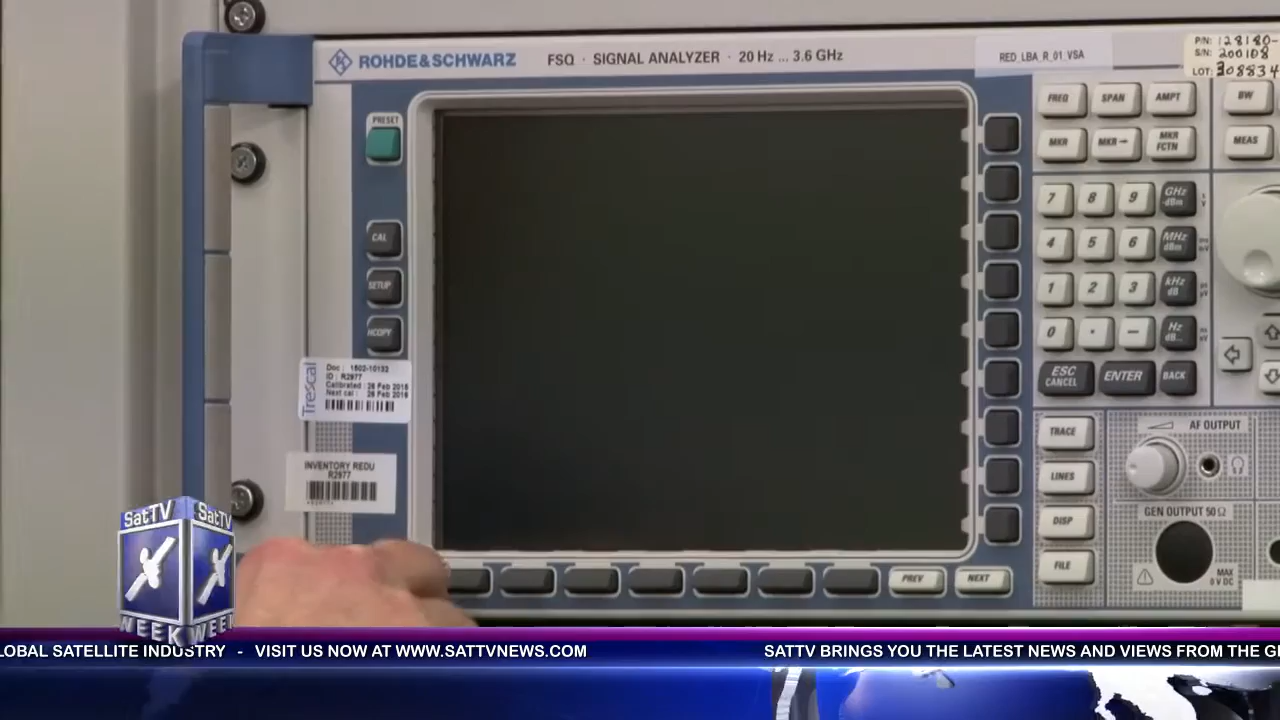 ROHDE&SCHWARZ FSQ · SIGNAL ANALYZER · 20 Hz ... 3.6 GHz
RED_LBA_R_01_VSA
P/N: 128180-
S/N: 200108
LOT: 308834
PRESET
FREQ SPAN AMPT BW
MKR MKR→ MKR FCTN MEAS
7 8 9 GHz -dBm
CAL
4 5 6 MHz dBm
SETUP
1 2 3 kHz dB
HCOPY
0 . − Hz dB...
ESC CANCEL ENTER BACK
Trescal
Doc : 1502-10132
ID : R2977
Calibrated : 26 Feb 2015
Next cal : 26 Feb 2016
TRACE
AF OUTPUT
LINES
INVENTORY REDU
R2977
GEN OUTPUT 50Ω
DISP
FILE
MAX
0 V DC
PREV NEXT
SatTV SatTV
WEEK WEEK
LOBAL SATELLITE INDUSTRY - VISIT US NOW AT WWW.SATTVNEWS.COM
SATTV BRINGS YOU THE LATEST NEWS AND VIEWS FROM THE G